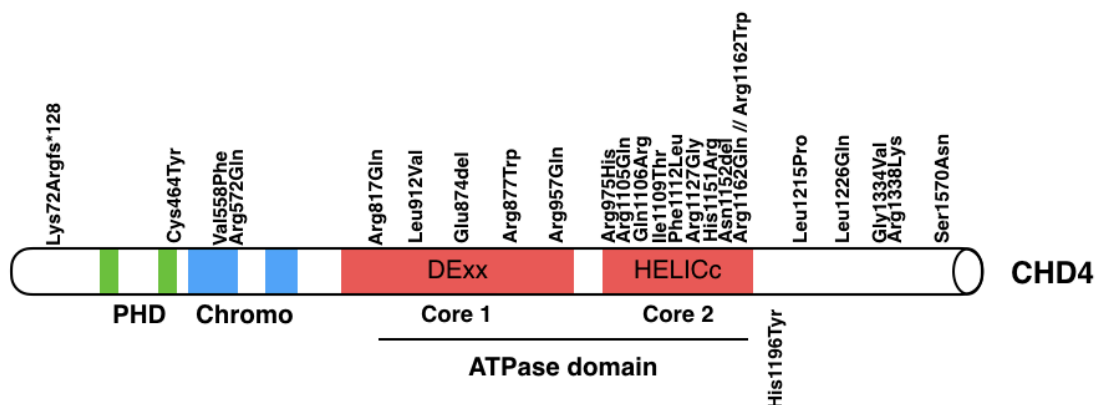 Lys72Argfs*128
Cys464Tyr
Val558Phe
Arg572Gln
Arg817Gln
Leu912Val
Glu874del
Arg877Trp
Arg957Gln
Arg975His
Arg1105Gln
Gln1106Arg
Ile1109Thr
Phe1112Leu
Arg1127Gly
His1151Arg
Asn1152del
Arg1162Gln // Arg1162Trp
Leu1215Pro
Leu1226Gln
Gly1334Val
Arg1338Lys
Ser1570Asn
DExx
HELICc
CHD4
PHD
Chromo
Core 1
Core 2
ATPase domain
His1196Tyr